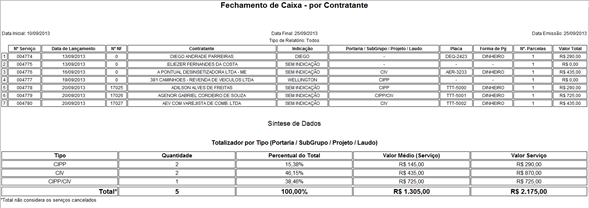 Fechamento de Caixa - por Contratante
Data Inicial: 10/09/2013 Data Final: 25/09/2013 Data Emissão: 25/09/2013
Tipo de Relatório: Todos
Nº Serviço Data de Lançamento Nº NF Contratante Indicação Portaria / SubGrupo / Projeto / Laudo Placa Forma de Pg Nº. Parcelas Valor Total
1 004774 13/09/2013 0 DIEGO ANDRADE PARREIRAS DIEGO - DEG-2423 DINHEIRO 1 R$ 290,00
2 004775 13/09/2013 0 ELIEZER FERNANDES DA COSTA SEM INDICAÇÃO - 1 R$ 0,00
3 004776 16/09/2013 0 A PONTUAL DESINSETIZADORA LTDA - ME SEM INDICAÇÃO CIV AER-3233 DINHEIRO 1 R$ 435,00
4 004777 18/09/2013 0 381 CAMINHOES - REVENDA DE VEICULOS LTDA WELLINGTON CIPP 1 R$ 0,00
5 004778 20/09/2013 17025 ADILSON ALVES DE FREITAS SEM INDICAÇÃO CIPP TTT-5000 DINHEIRO 1 R$ 290,00
6 004779 20/09/2013 17026 AGENOR GABRIEL CORDEIRO DE SOUZA SEM INDICAÇÃO CIPP/CIV TTT-5001 DINHEIRO 1 R$ 725,00
7 004780 20/09/2013 17027 AEV COM VAREJISTA DE COMB. LTDA SEM INDICAÇÃO CIV TTT-5002 DINHEIRO 1 R$ 435,00
Síntese de Dados
Totalizador por Tipo (Portaria / SubGrupo / Projeto / Laudo)
Tipo Quantidade Percentual do Total Valor Médio (Serviço) Valor Serviço
CIPP 2 15,38% R$ 145,00 R$ 290,00
CIV 2 46,15% R$ 435,00 R$ 870,00
CIPP/CIV 1 38,46% R$ 725,00 R$ 725,00
Total* 5 100,00% R$ 1.305,00 R$ 2.175,00
*Total não considera os serviços cancelados